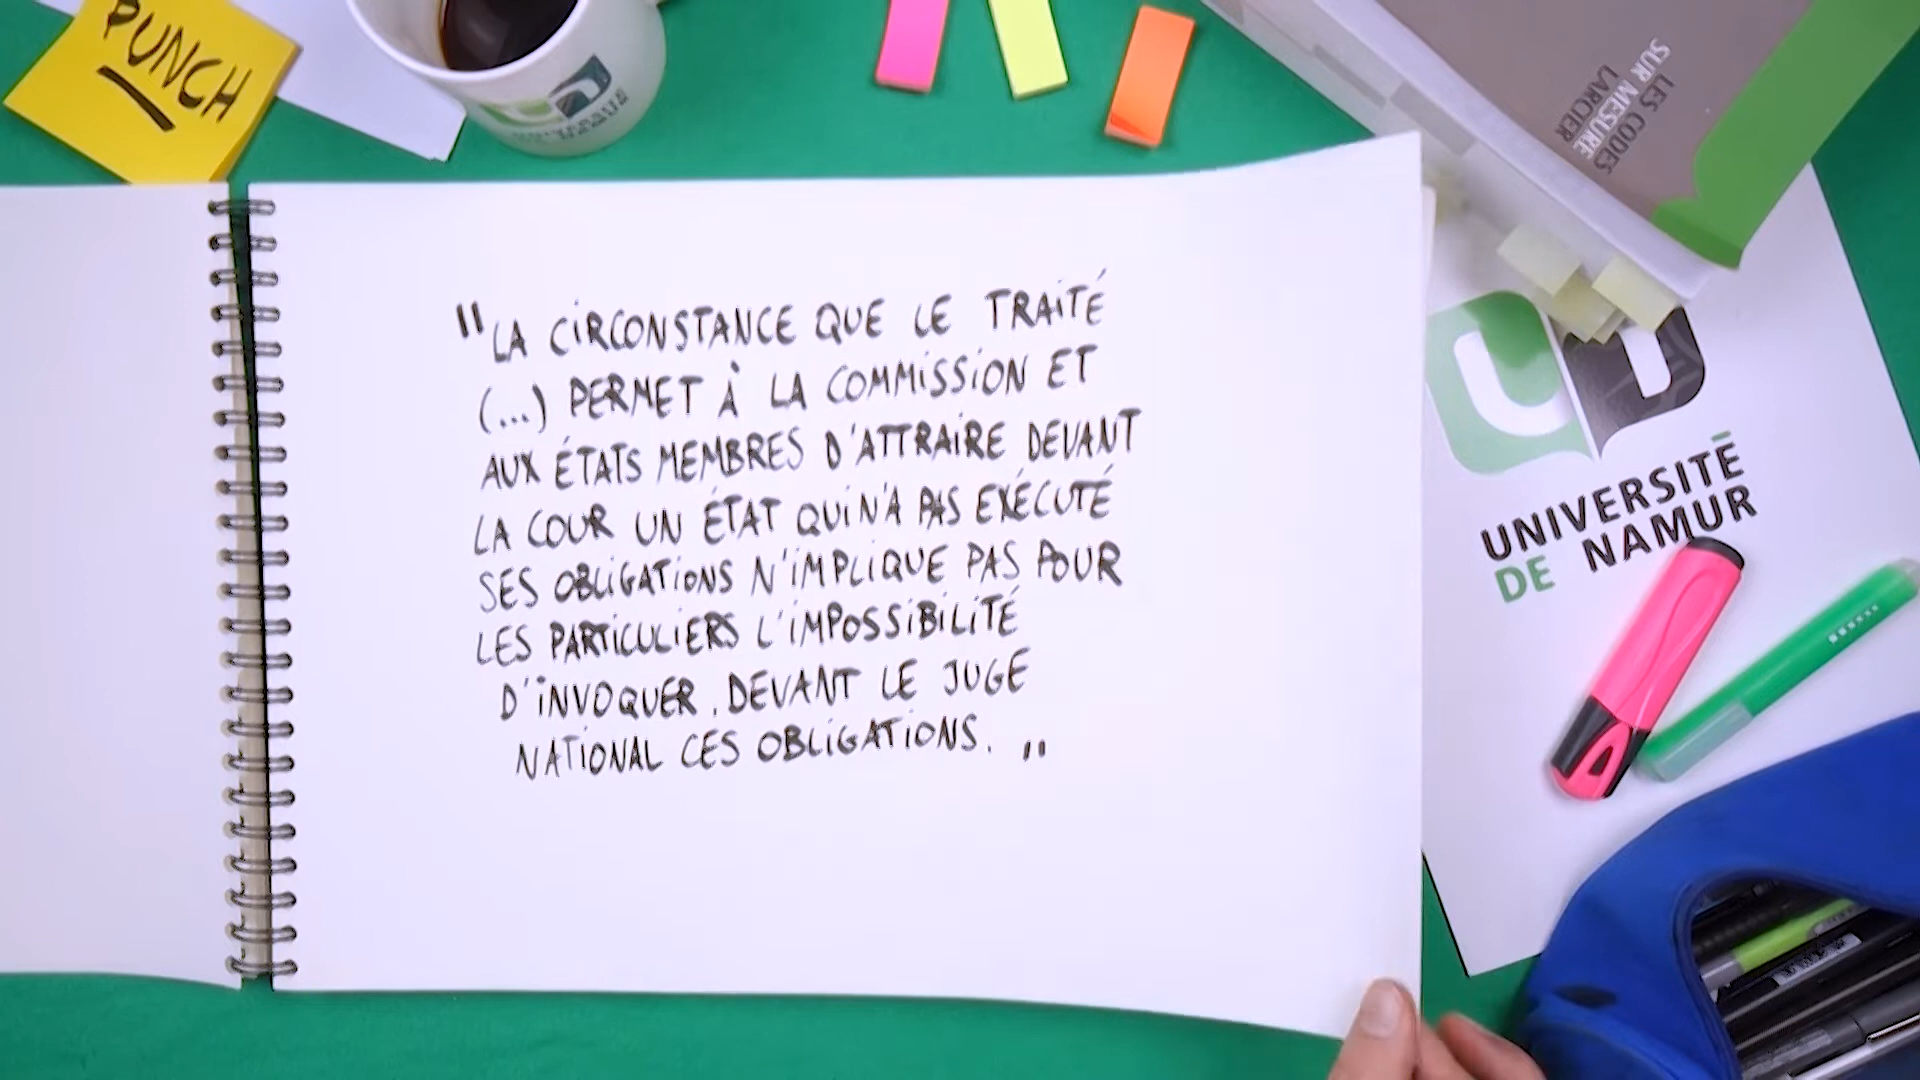 PUNCH
LES CODES
SUR MESURE
LARCIER
"LA CIRCONSTANCE QUE LE TRAITÉ
(...) PERMET À LA COMMISSION ET
AUX ÉTATS MEMBRES D'ATTRAIRE DEVANT
LA COUR UN ÉTAT QUI N'A PAS EXÉCUTÉ
SES OBLIGATIONS N'IMPLIQUE PAS POUR
LES PARTICULIERS L'IMPOSSIBILITÉ
D'INVOQUER, DEVANT LE JUGE
NATIONAL CES OBLIGATIONS. "
UNIVERSITĒ
DE NAMUR